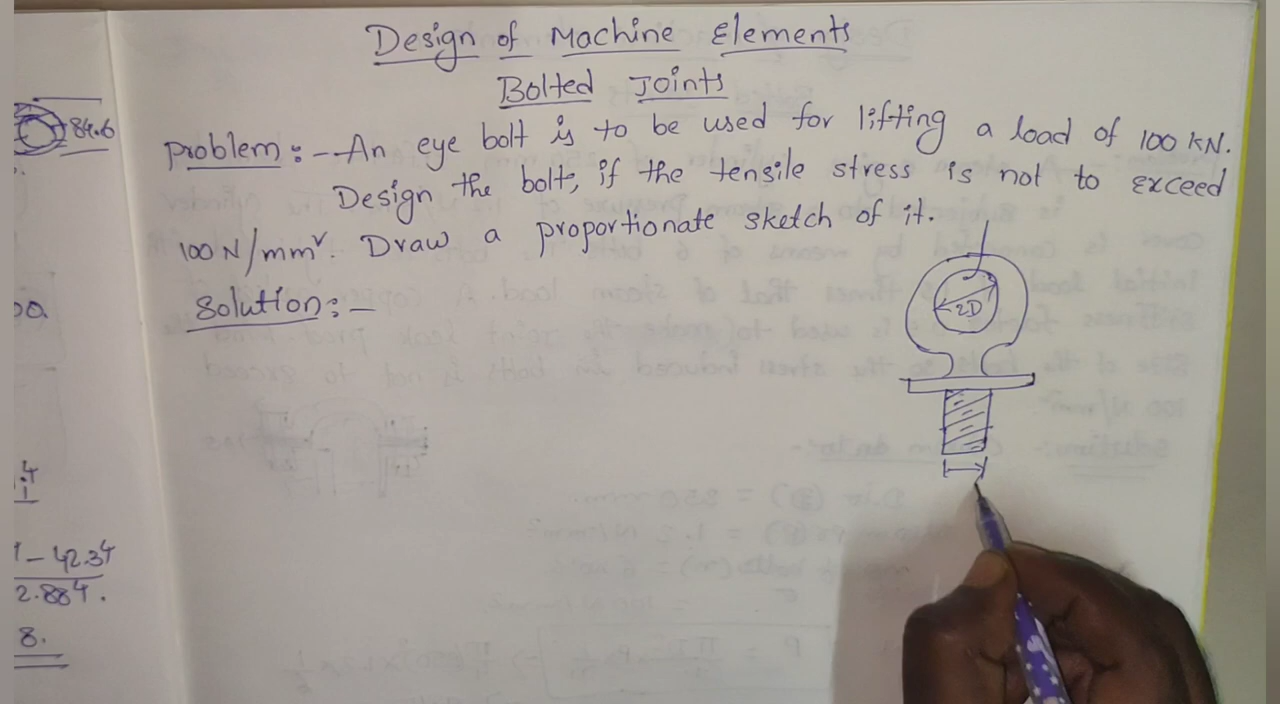 Design of Machine Elements
Bolted Joints
Problem:- An eye bolt is to be used for lifting a load of 100 KN.
Design the bolt, if the tensile stress is not to exceed
100 N/mm². Draw a proportionate sketch of it.
Solution:-
2D
84.6
42.34
2.884.
8.